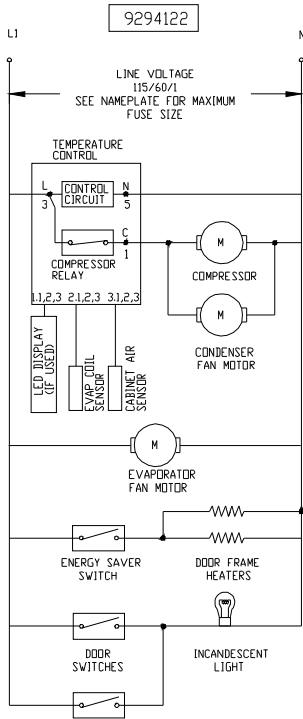 9294122
L1
N
LINE VOLTAGE
115/60/1
SEE NAMEPLATE FOR MAXIMUM
FUSE SIZE
TEMPERATURE
CONTROL
L
CONTROL
CIRCUIT
N
3
5
C
1
COMPRESSOR
RELAY
M
COMPRESSOR
M
CONDENSER
FAN MOTOR
1.1,2,3
2.1,2,3
3.1,2,3
LED DISPLAY
(IF USED)
EVAP COIL
SENSOR
CABINET AIR
SENSOR
M
EVAPORATOR
FAN MOTOR
ENERGY SAVER
SWITCH
DOOR FRAME
HEATERS
DOOR
SWITCHES
INCANDESCENT
LIGHT